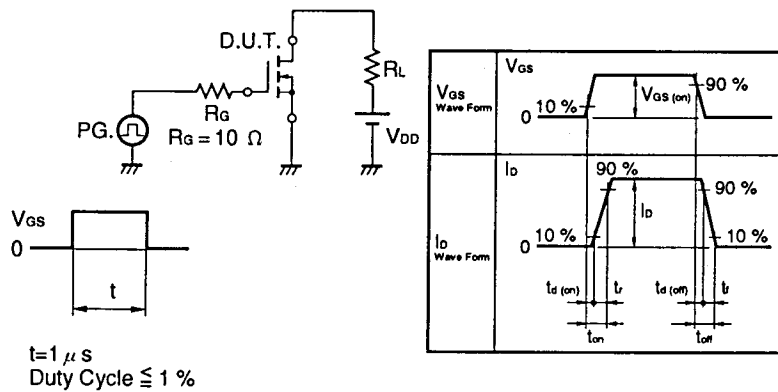 D.U.T.
RL
RG
RG = 10 Ω
PG.
VDD
VGS
0
t
t=1 μ s
Duty Cycle ≦ 1 %
VGS
Wave Form
VGS
VGS (on)
10 %
90 %
0
ID
Wave Form
ID
90 %
90 %
ID
10 %
10 %
0
td (on)
tr
td (off)
tf
ton
toff